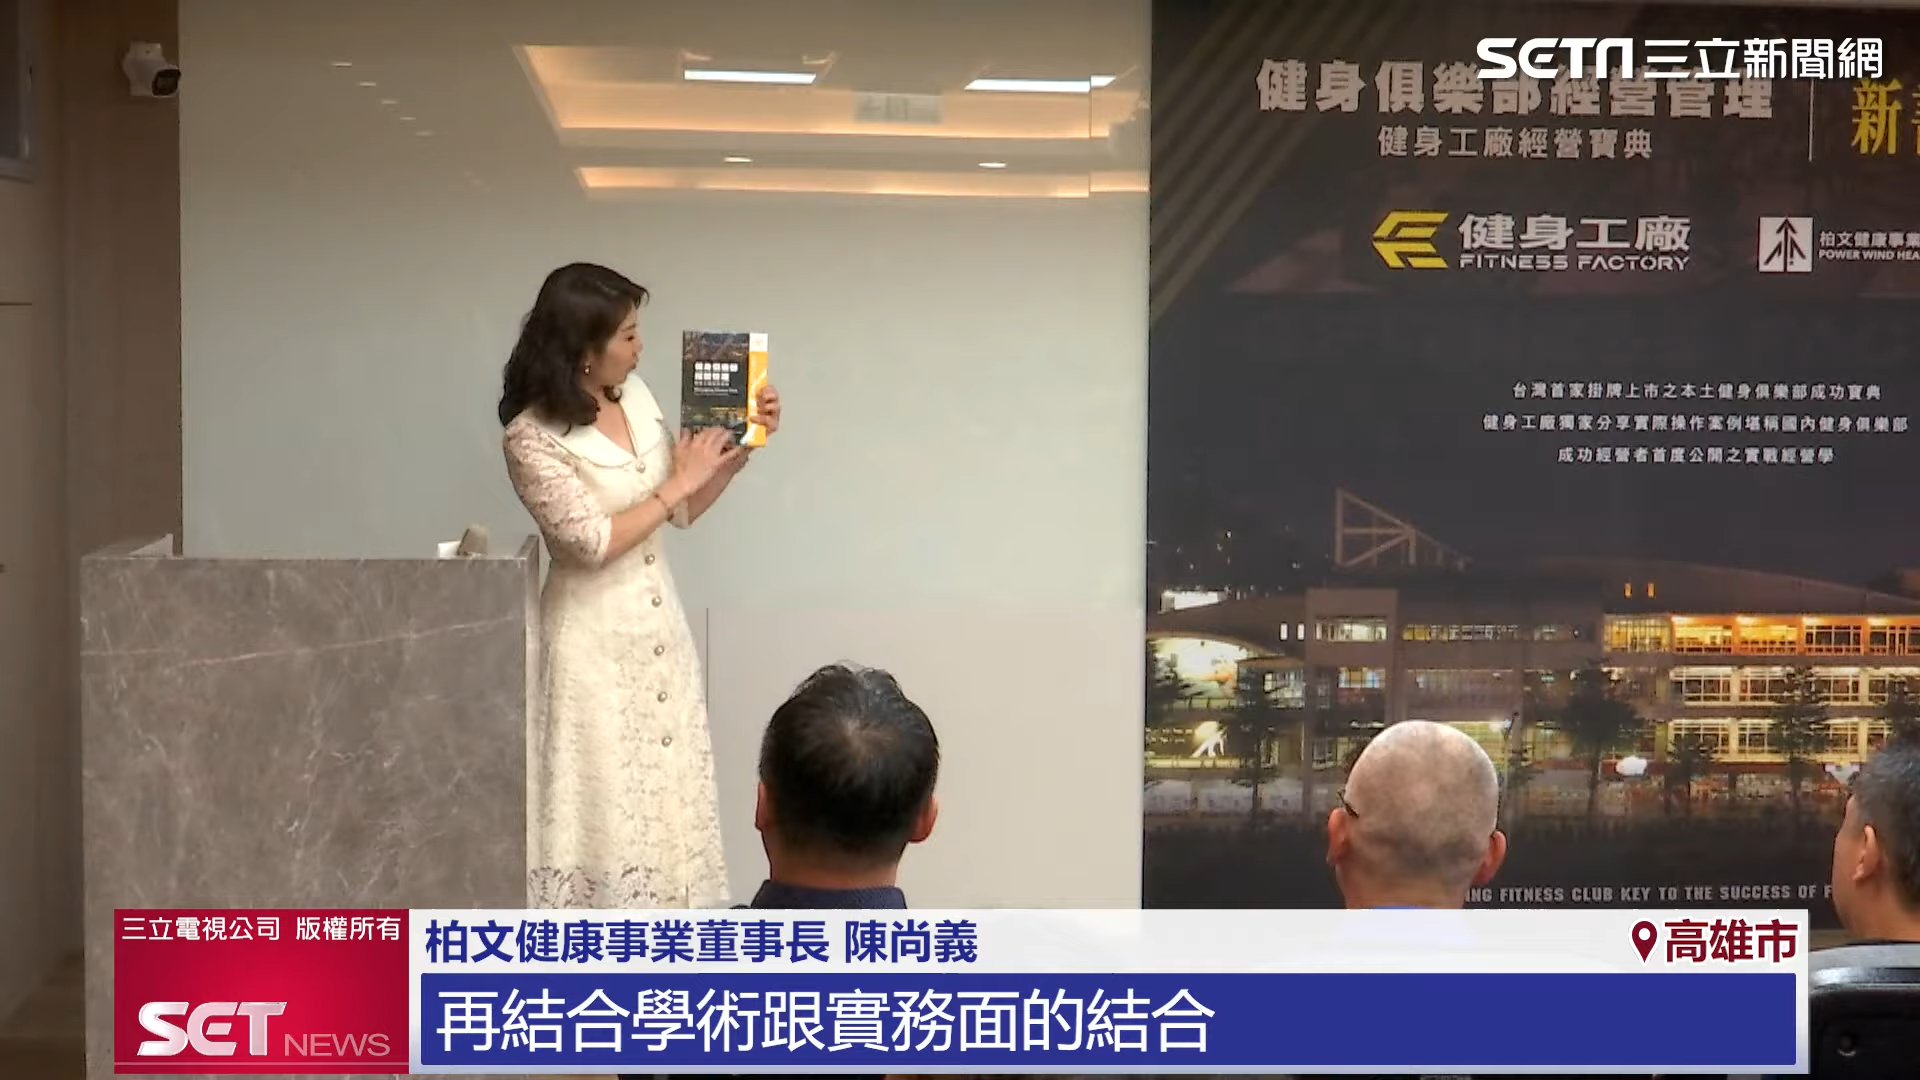 SETN 三立新聞網
健身俱樂部經營管理
新
健身工廠經營寶典
健身工廠
FITNESS FACTORY
柏文健康事業
POWER WIND HEA
台灣首家掛牌上市之本土健身俱樂部成功寶典
健身工廠獨家分享實際操作案例堪稱國內健身俱樂部
成功經營者首度公開之實戰經營學
NG FITNESS CLUB KEY TO THE SUCCESS OF F
三立電視公司 版權所有
柏文健康事業董事長 陳尚義
高雄市
SET NEWS
再結合學術跟實務面的結合